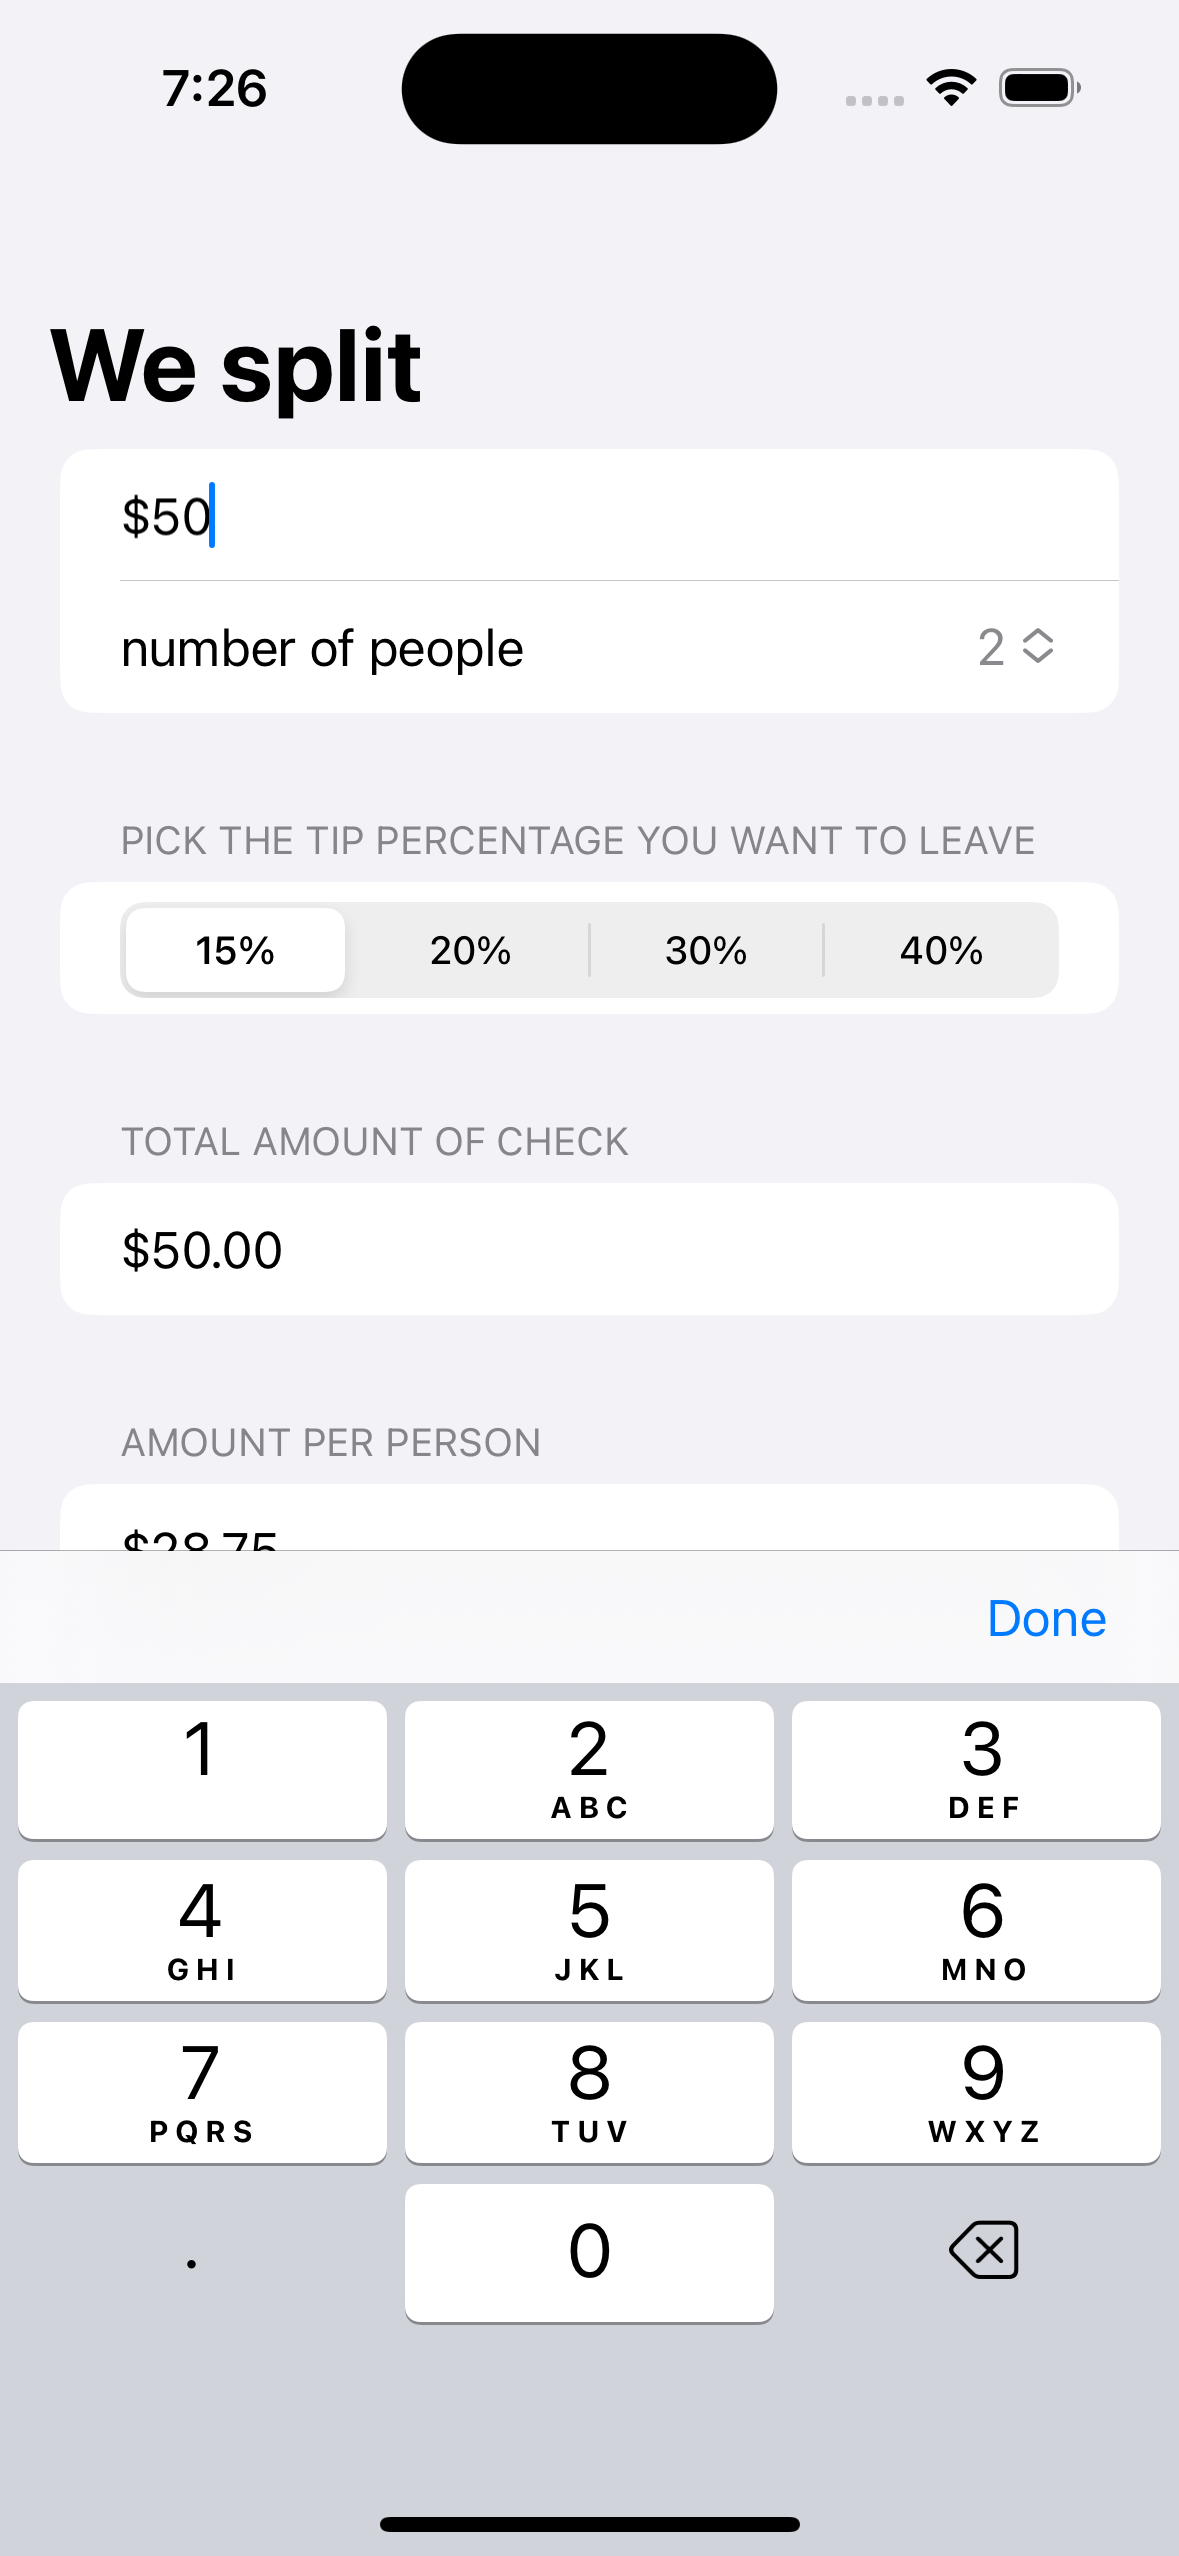 7:26
We split
$50
number of people 2
PICK THE TIP PERCENTAGE YOU WANT TO LEAVE
15% 20% 30% 40%
TOTAL AMOUNT OF CHECK
$50.00
AMOUNT PER PERSON
$28.75
Done
1 2 3
ABC DEF
4 5 6
GHI JKL MNO
7 8 9
PQRS TUV WXYZ
. 0